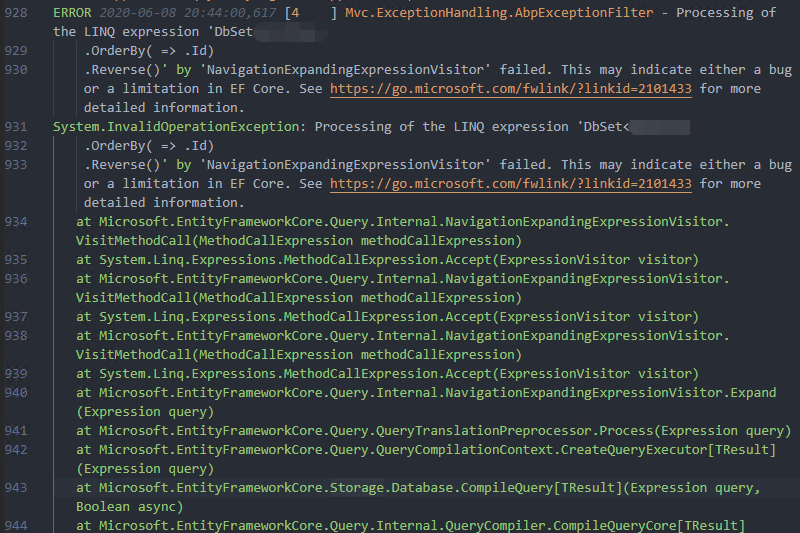 928 ERROR 2020-06-08 20:44:00,617 [4    ] Mvc.ExceptionHandling.AbpExceptionFilter - Processing of
the LINQ expression 'DbSet
929 .OrderBy( => .Id)
930 .Reverse()' by 'NavigationExpandingExpressionVisitor' failed. This may indicate either a bug
or a limitation in EF Core. See https://go.microsoft.com/fwlink/?linkid=2101433 for more
detailed information.
931 System.InvalidOperationException: Processing of the LINQ expression 'DbSet<
932 .OrderBy( => .Id)
933 .Reverse()' by 'NavigationExpandingExpressionVisitor' failed. This may indicate either a bug
or a limitation in EF Core. See https://go.microsoft.com/fwlink/?linkid=2101433 for more
detailed information.
934 at Microsoft.EntityFrameworkCore.Query.Internal.NavigationExpandingExpressionVisitor.
VisitMethodCall(MethodCallExpression methodCallExpression)
935 at System.Linq.Expressions.MethodCallExpression.Accept(ExpressionVisitor visitor)
936 at Microsoft.EntityFrameworkCore.Query.Internal.NavigationExpandingExpressionVisitor.
VisitMethodCall(MethodCallExpression methodCallExpression)
937 at System.Linq.Expressions.MethodCallExpression.Accept(ExpressionVisitor visitor)
938 at Microsoft.EntityFrameworkCore.Query.Internal.NavigationExpandingExpressionVisitor.
VisitMethodCall(MethodCallExpression methodCallExpression)
939 at System.Linq.Expressions.MethodCallExpression.Accept(ExpressionVisitor visitor)
940 at Microsoft.EntityFrameworkCore.Query.Internal.NavigationExpandingExpressionVisitor.Expand
(Expression query)
941 at Microsoft.EntityFrameworkCore.Query.QueryTranslationPreprocessor.Process(Expression query)
942 at Microsoft.EntityFrameworkCore.Query.QueryCompilationContext.CreateQueryExecutor[TResult]
(Expression query)
943 at Microsoft.EntityFrameworkCore.Storage.Database.CompileQuery[TResult](Expression query,
Boolean async)
944 at Microsoft.EntityFrameworkCore.Query.Internal.QueryCompiler.CompileQueryCore[TResult]